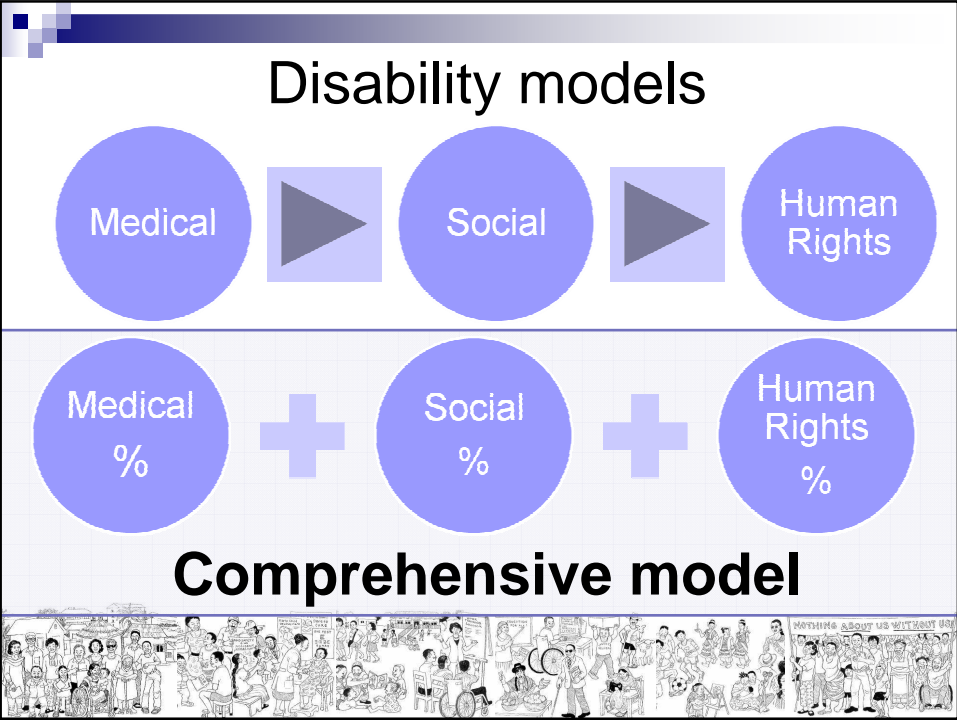 Disability models
Medical
Social
Human
Rights
Medical
%
Social
%
Human
Rights
%
Comprehensive model
NOTHING ABOUT US WITHOUT US!